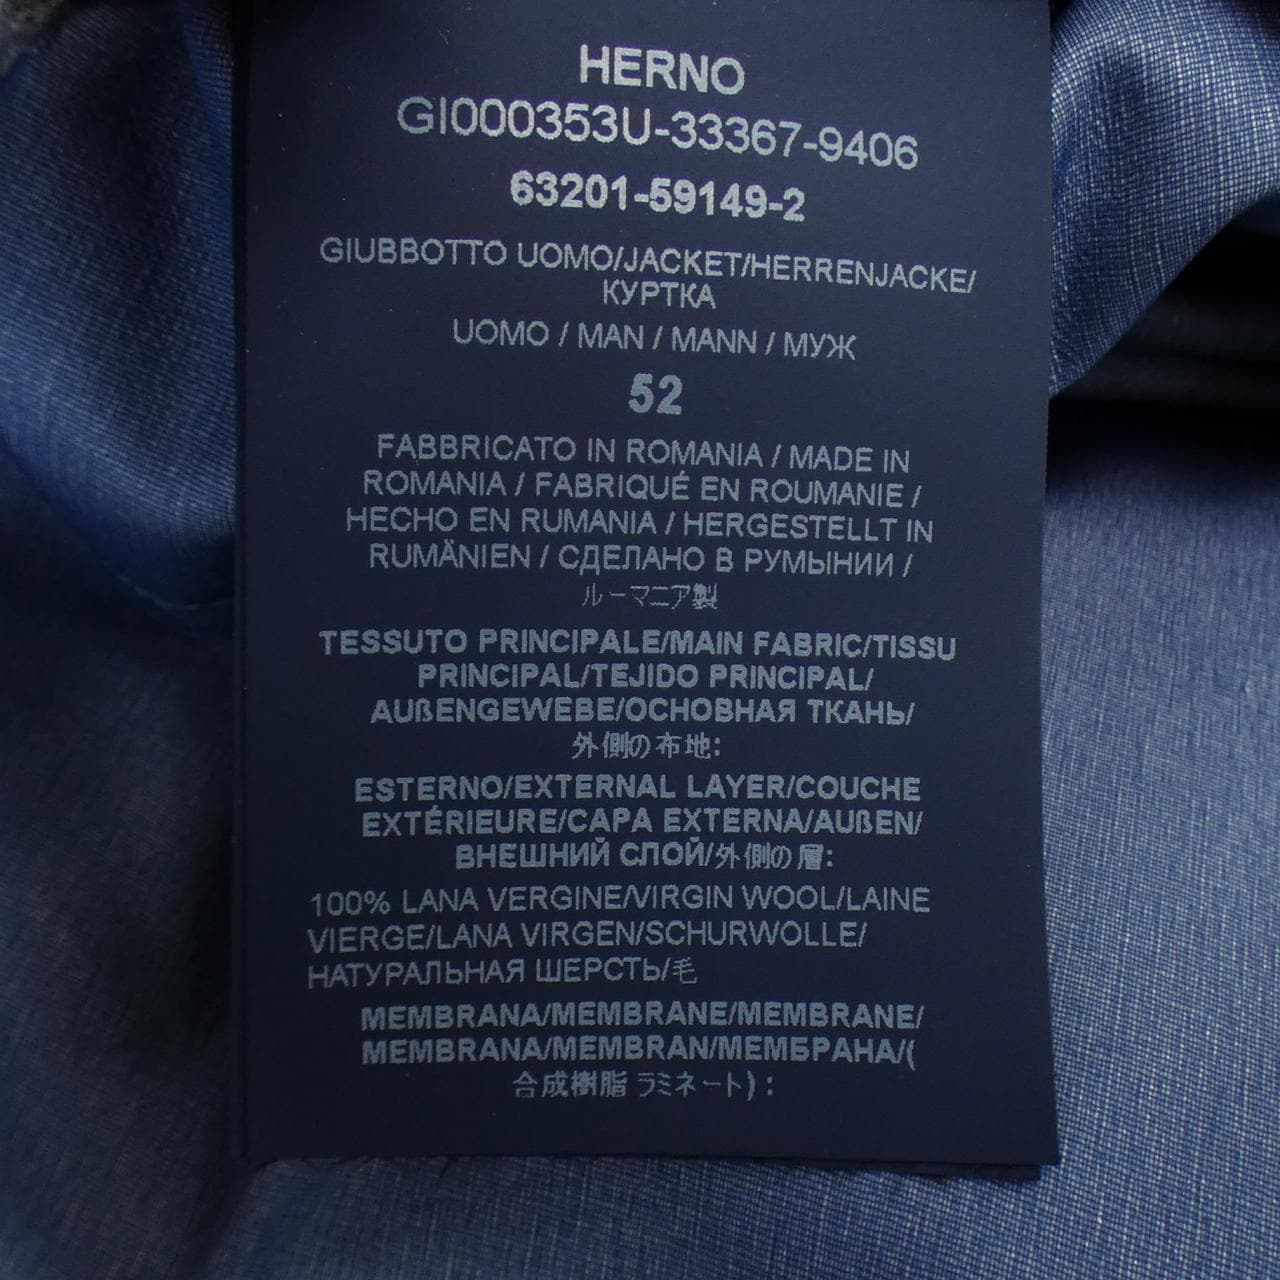 HERNO
GI000353U-33367-9406
63201-59149-2
GIUBBOTTO UOMO/JACKET/HERRENJACKE/
КУРТКА
UOMO / MAN / MANN / МУЖ
52
FABBRICATO IN ROMANIA / MADE IN
ROMANIA / FABRIQUÉ EN ROUMANIE /
HECHO EN RUMANIA / HERGESTELLT IN
RUMÄNIEN / СДЕЛАНО В РУМЫНИИ /
ルーマニア製
TESSUTO PRINCIPALE/MAIN FABRIC/TISSU
PRINCIPAL/TEJIDO PRINCIPAL/
AUßENGEWEBE/ОСНОВНАЯ ТКАНЬ/
外側の布地:
ESTERNO/EXTERNAL LAYER/COUCHE
EXTÉRIEURE/CAPA EXTERNA/AUßEN/
ВНЕШНИЙ СЛОЙ/外側の層:
100% LANA VERGINE/VIRGIN WOOL/LAINE
VIERGE/LANA VIRGEN/SCHURWOLLE/
НАТУРАЛЬНАЯ ШЕРСТЬ/毛
MEMBRANA/MEMBRANE/MEMBRANE/
MEMBRANA/MEMBRAN/МЕМБРАНА/(
合成樹脂 ラミネート) :